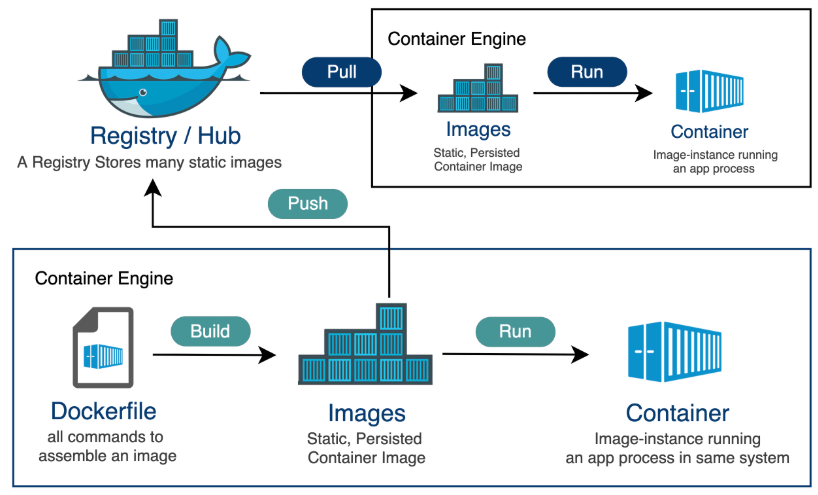 Container Engine
Pull
Run
Images
Static, Persisted
Container Image
Container
Image-instance running
an app process
Registry / Hub
A Registry Stores many static images
Push
Container Engine
Build
Run
Dockerfile
all commands to
assemble an image
Images
Static, Persisted
Container Image
Container
Image-instance running
an app process in same system